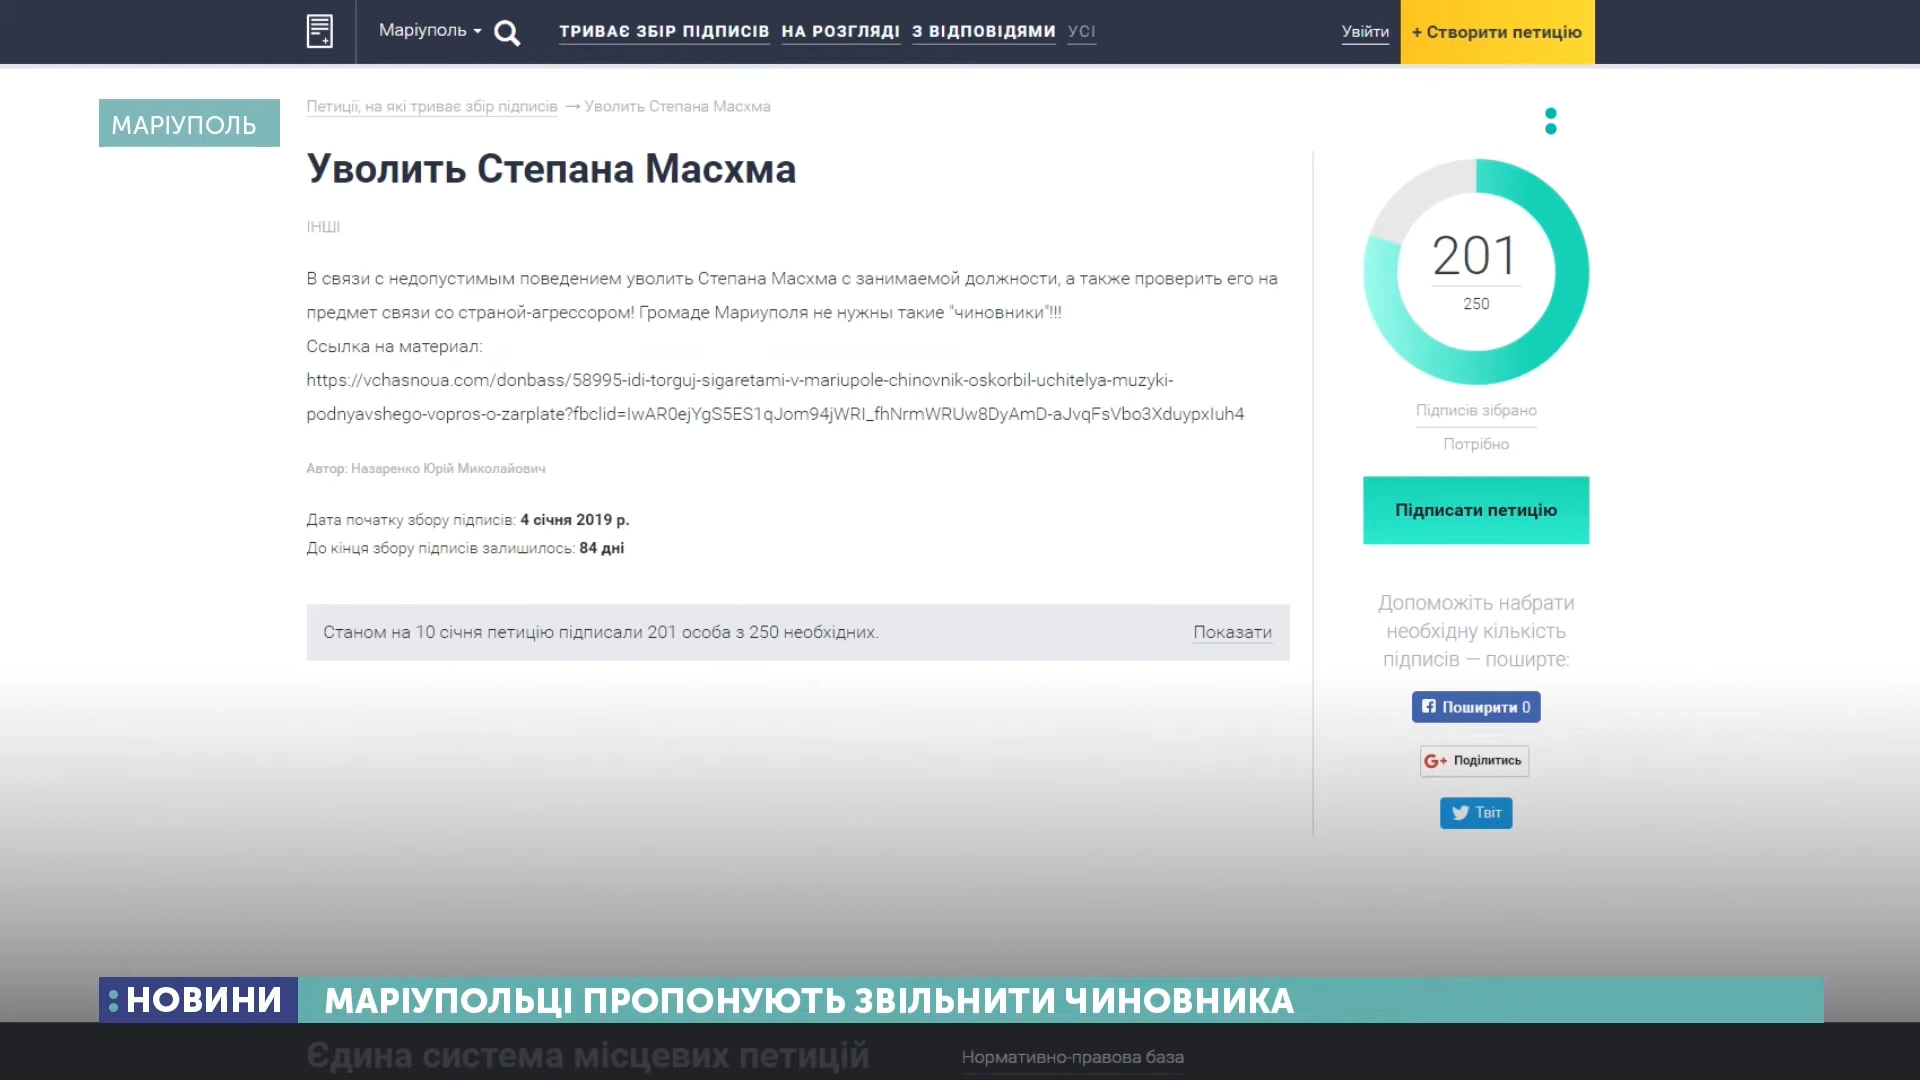 Маріуполь
ТРИВАЄ ЗБІР ПІДПИСІВ НА РОЗГЛЯДІ З ВІДПОВІДЯМИ УСІ
Увійти
+ Створити петицію
МАРІУПОЛЬ
Петиції, на які триває збір підписів → Уволить Степана Масхма
Уволить Степана Масхма
ІНШІ
В связи с недопустимым поведением уволить Степана Масхма с занимаемой должности, а также проверить его на
предмет связи со страной-агрессором! Громаде Мариуполя не нужны такие "чиновники"!!!
Ссылка на материал:
https://vchasnoua.com/donbass/58995-idi-torguj-sigaretami-v-mariupole-chinovnik-oskorbil-uchitelya-muzyki-
podnyavshego-vopros-o-zarplate?fbclid=IwAR0ejYgS5ES1qJom94jWRI_fhNrmWRUw8DyAmD-aJvqFsVbo3XduypxIuh4
Автор: Назаренко Юрій Миколайович
Дата початку збору підписів: 4 січня 2019 р.
До кінця збору підписів залишилось: 84 дні
Станом на 10 січня петицію підписали 201 особа з 250 необхідних.
Показати
201
250
Підписів зібрано
Потрібно
Підписати петицію
Допоможіть набрати
необхідну кількість
підписів — поширте:
Поширити 0
G+ Поділитись
Твіт
НОВИНИ
МАРІУПОЛЬЦІ ПРОПОНУЮТЬ ЗВІЛЬНИТИ ЧИНОВНИКА
Єдина система місцевих петицій
Нормативно-правова база